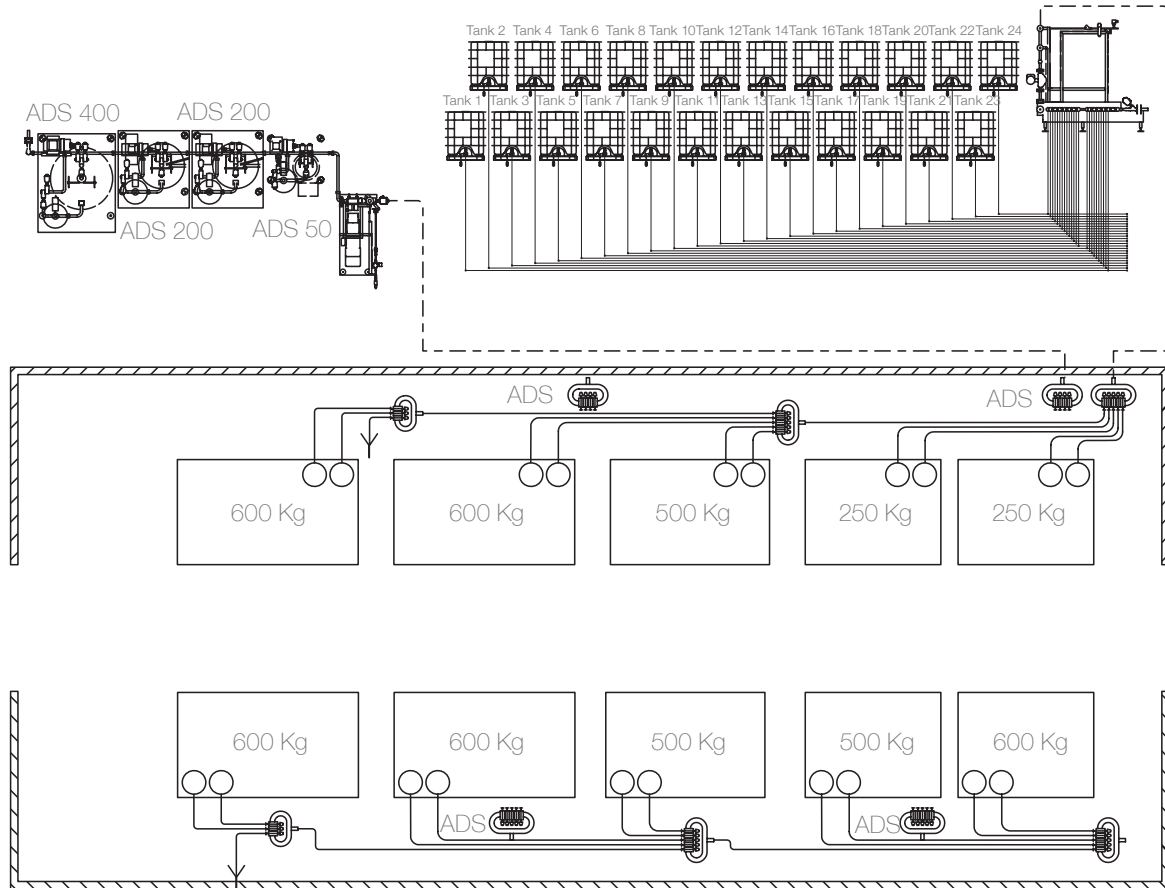 Tank 2 Tank 4 Tank 6 Tank 8 Tank 10 Tank 12 Tank 14 Tank 16 Tank 18 Tank 20 Tank 22 Tank 24
Tank 1 Tank 3 Tank 5 Tank 7 Tank 9 Tank 11 Tank 13 Tank 15 Tank 17 Tank 19 Tank 21 Tank 23
ADS 400 ADS 200
ADS 200 ADS 50
ADS ADS
600 Kg 600 Kg 500 Kg 250 Kg 250 Kg
600 Kg 600 Kg 500 Kg 500 Kg 600 Kg
ADS ADS